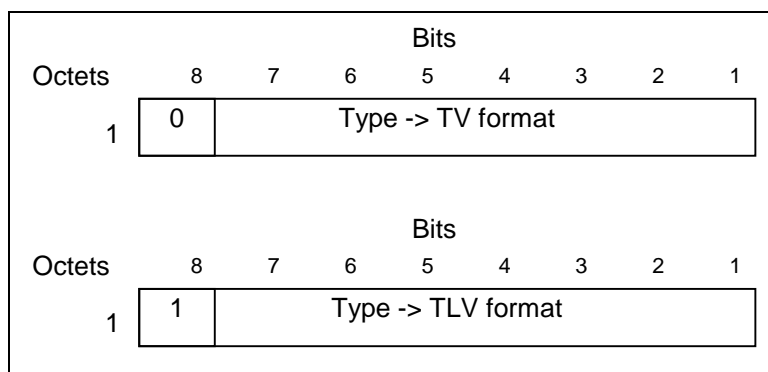 Bits
Octets 8 7 6 5 4 3 2 1
1 0 Type -> TV format
Bits
Octets 8 7 6 5 4 3 2 1
1 1 Type -> TLV format